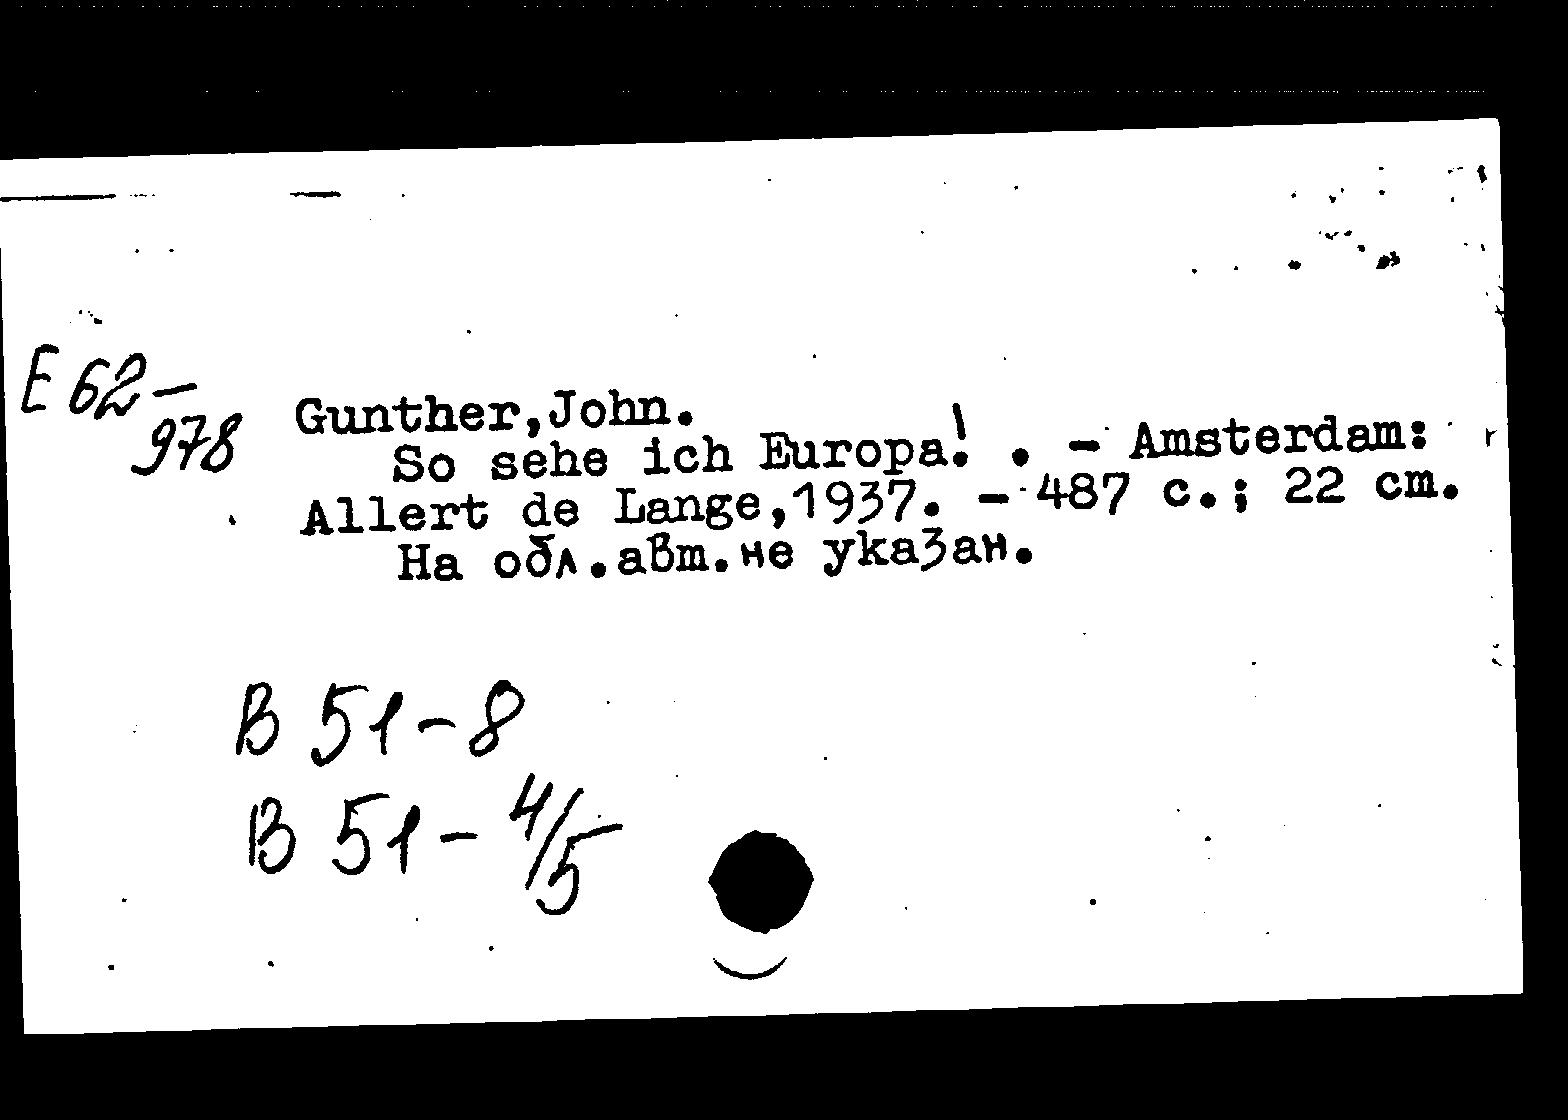 E 62-
978
Gunther,John.
So sehe ich Europa! . - Amsterdam:
Allert de Lange,1937. - 487 c.; 22 cm.
На обл.авт.не указан.
B 51-8
B 51-4/5